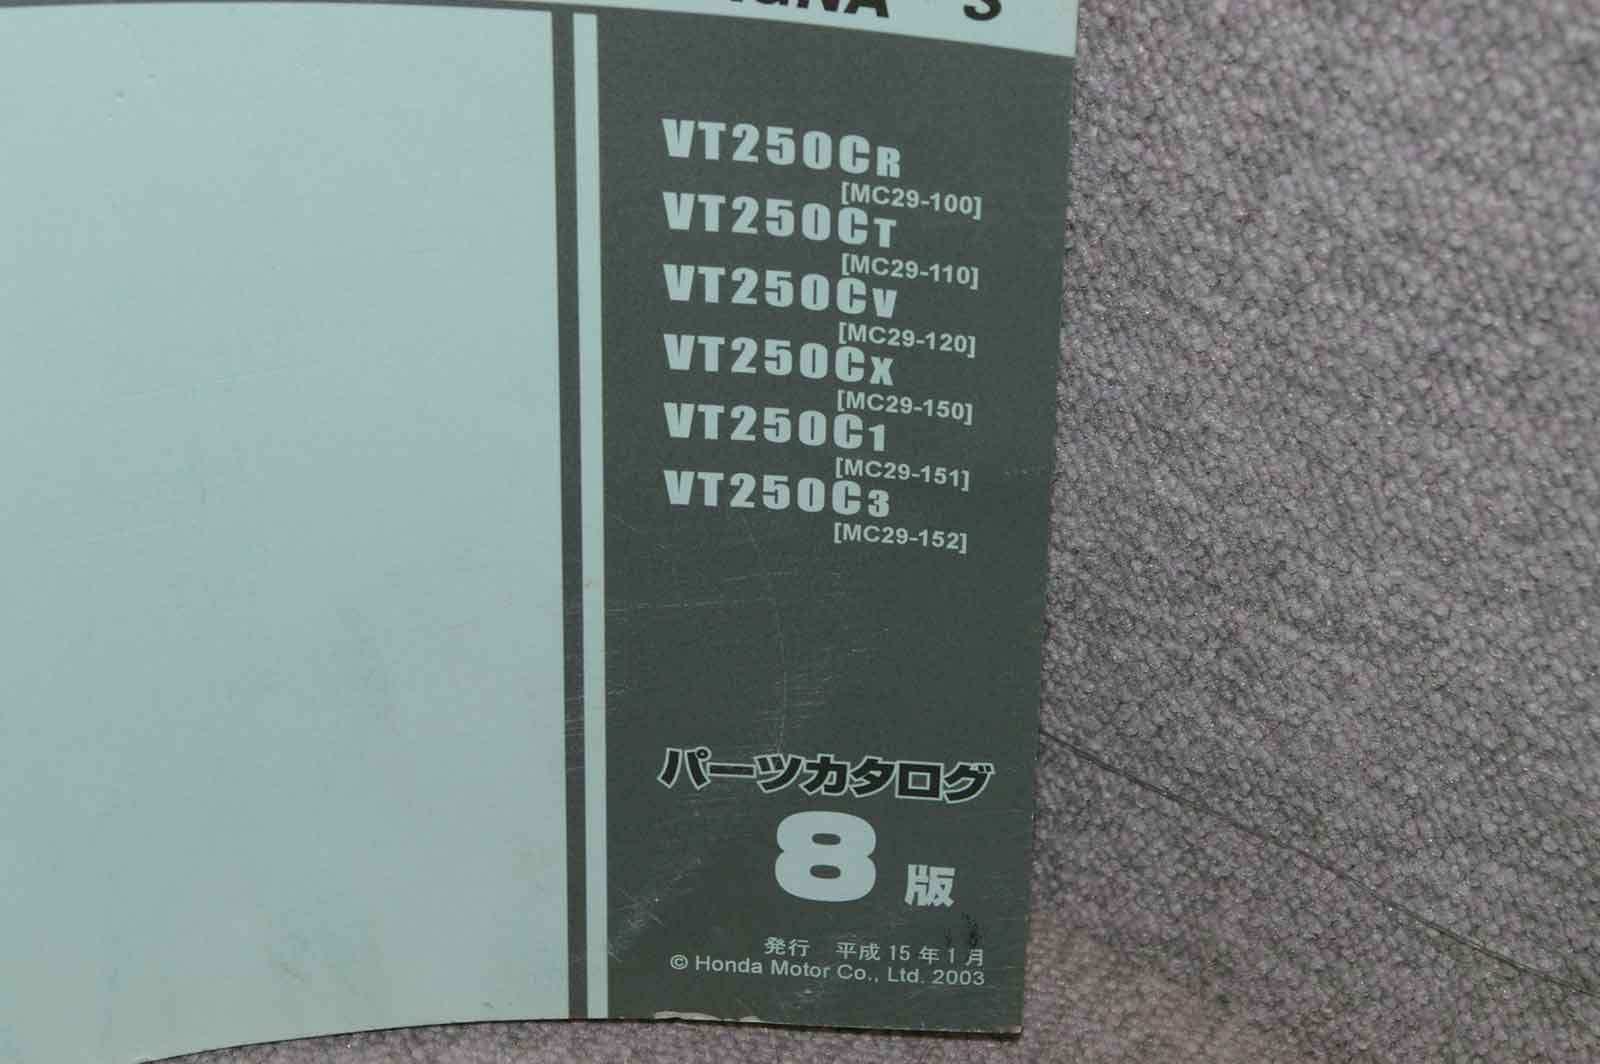 S
VT250CR
[MC29-100]
VT250CT
[MC29-110]
VT250CV
[MC29-120]
VT250CX
[MC29-150]
VT250C1
[MC29-151]
VT250C3
[MC29-152]
パーツカタログ
8版
発行 平成15年1月
© Honda Motor Co., Ltd. 2003